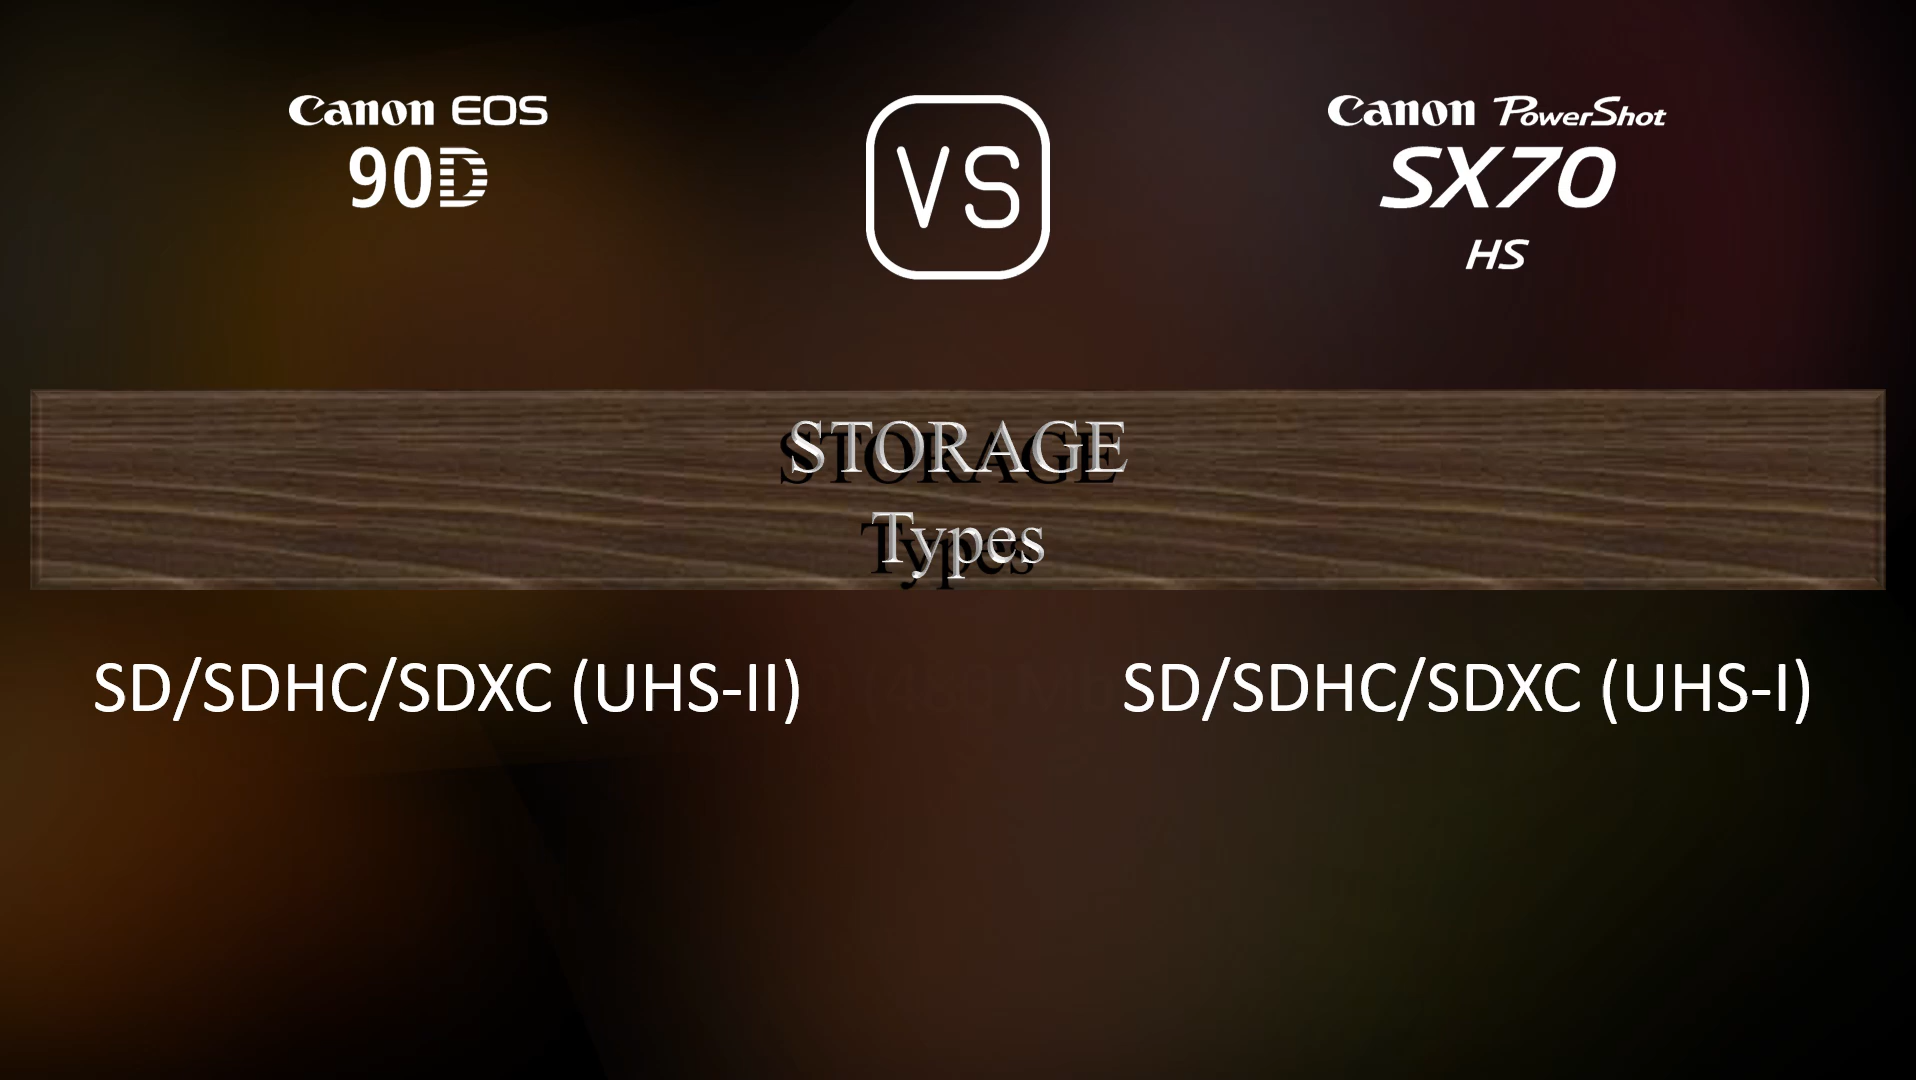 Canon EOS
90D
VS
Canon PowerShot
SX70
HS
STORAGE
Types
SD/SDHC/SDXC (UHS-II)
SD/SDHC/SDXC (UHS-I)